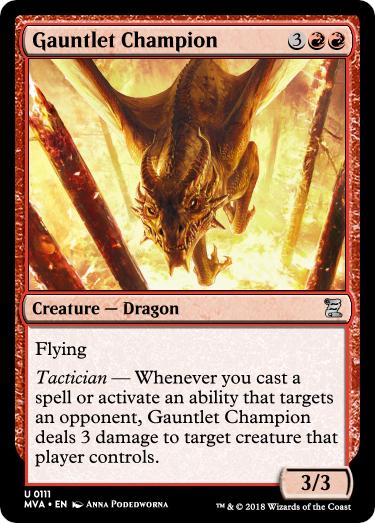 Gauntlet Champion 3
Creature — Dragon
Flying
Tactician — Whenever you cast a
spell or activate an ability that targets
an opponent, Gauntlet Champion
deals 3 damage to target creature that
player controls.
3/3
U 0111
MVA • EN Anna Podedworna
™ & © 2018 Wizards of the Coast